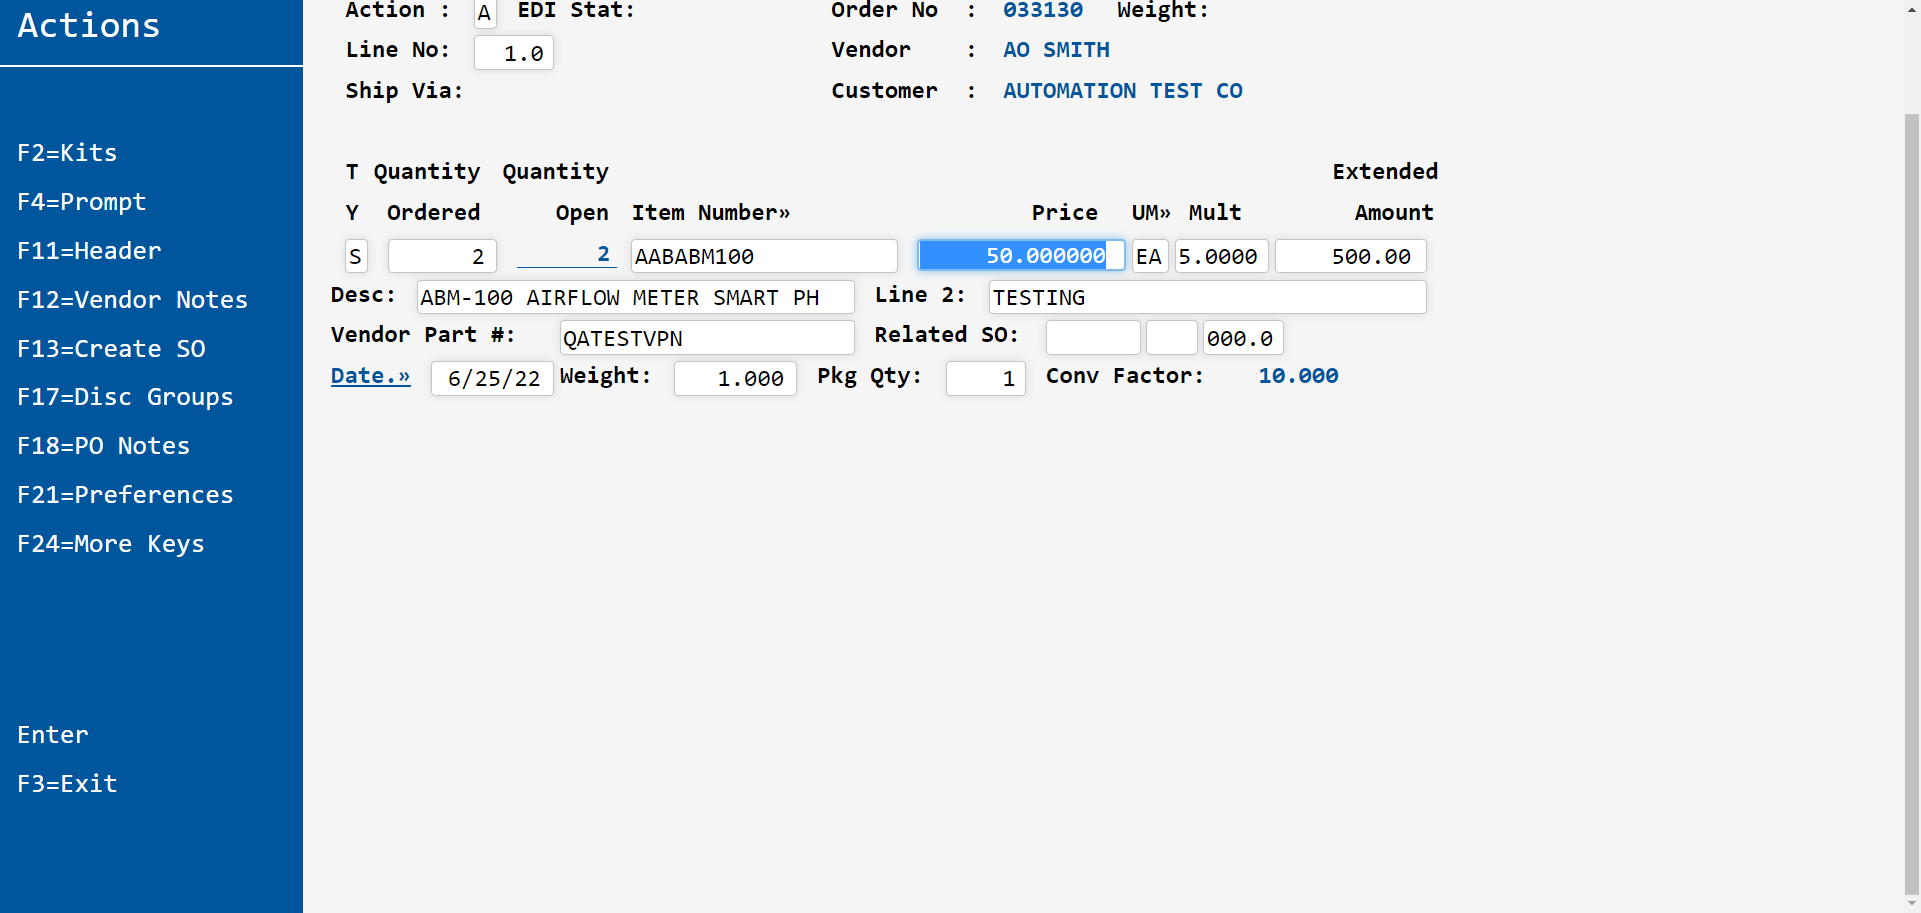 Actions
F2=Kits
F4=Prompt
F11=Header
F12=Vendor Notes
F13=Create SO
F17=Disc Groups
F18=PO Notes
F21=Preferences
F24=More Keys
Enter
F3=Exit
Action : A EDI Stat: Order No : 033130 Weight:
Line No: 1.0 Vendor : AO SMITH
Ship Via: Customer : AUTOMATION TEST CO
T Quantity Quantity Extended
Y Ordered Open Item Number» Price UM» Mult Amount
S 2 2 AABABM100 50.000000 EA 5.0000 500.00
Desc: ABM-100 AIRFLOW METER SMART PH Line 2: TESTING
Vendor Part #: QATESTVPN Related SO: 000.0
Date.» 6/25/22 Weight: 1.000 Pkg Qty: 1 Conv Factor: 10.000